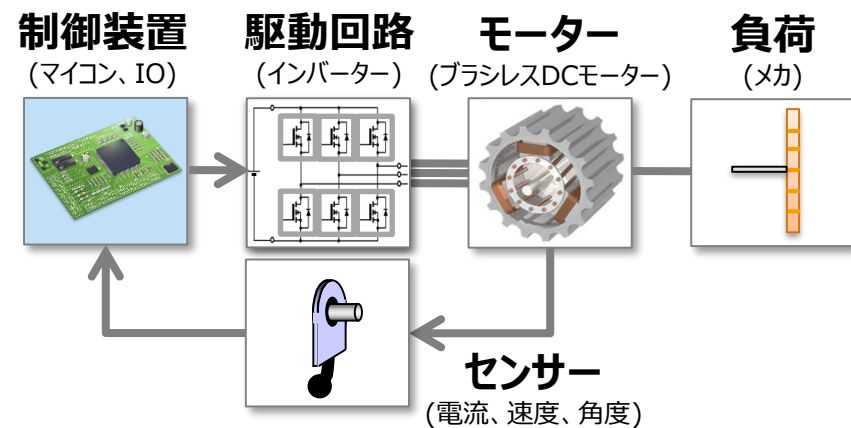 制御装置
(マイコン、IO)
駆動回路
(インバーター)
モーター
(ブラシレスDCモーター)
負荷
(メカ)
センサー
(電流、速度、角度)